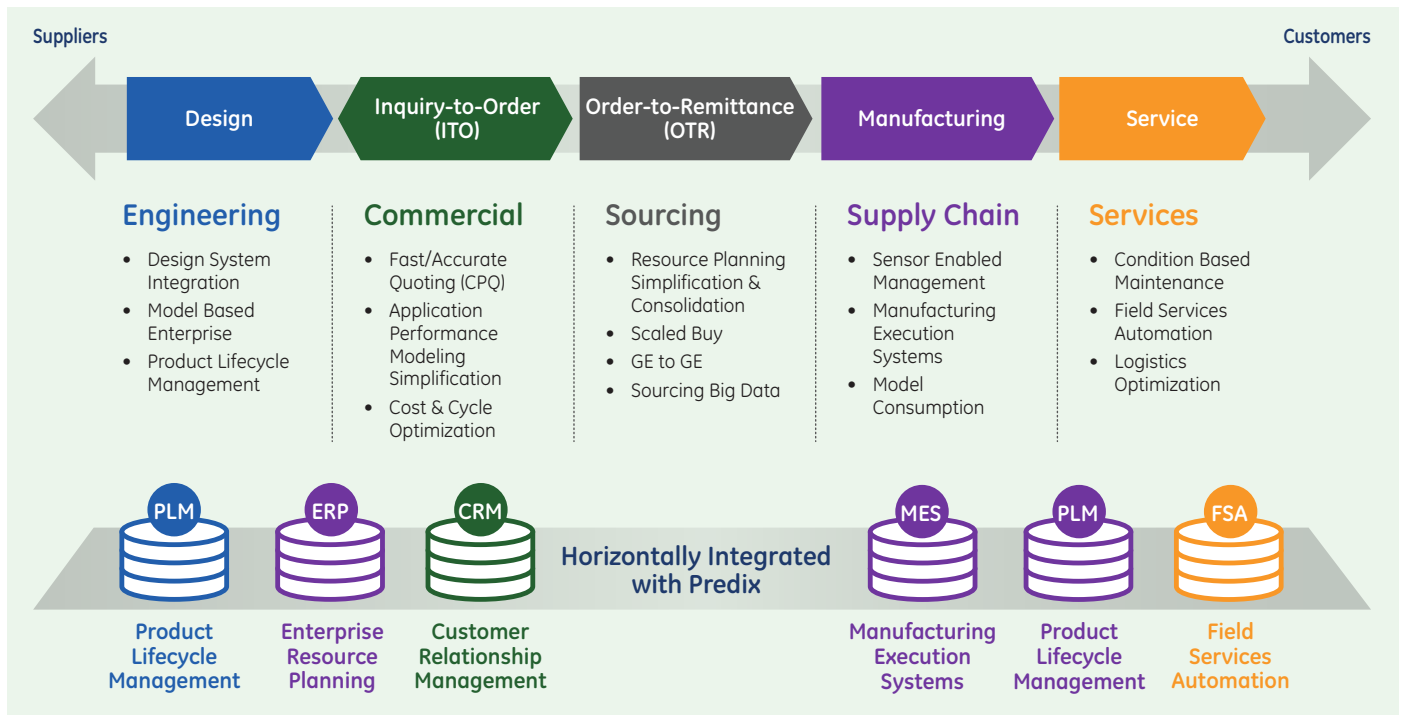 Suppliers
Customers
Design
Inquiry-to-Order
(ITO)
Order-to-Remittance
(OTR)
Manufacturing
Service
Engineering
• Design System
Integration
• Model Based
Enterprise
• Product Lifecycle
Management
Commercial
• Fast/Accurate
Quoting (CPQ)
• Application
Performance
Modeling
Simplification
• Cost & Cycle
Optimization
Sourcing
• Resource Planning
Simplification &
Consolidation
• Scaled Buy
• GE to GE
• Sourcing Big Data
Supply Chain
• Sensor Enabled
Management
• Manufacturing
Execution
Systems
• Model
Consumption
Services
• Condition Based
Maintenance
• Field Services
Automation
• Logistics
Optimization
PLM
ERP
CRM
Horizontally Integrated
with Predix
MES
PLM
FSA
Product
Lifecycle
Management
Enterprise
Resource
Planning
Customer
Relationship
Management
Manufacturing
Execution
Systems
Product
Lifecycle
Management
Field
Services
Automation